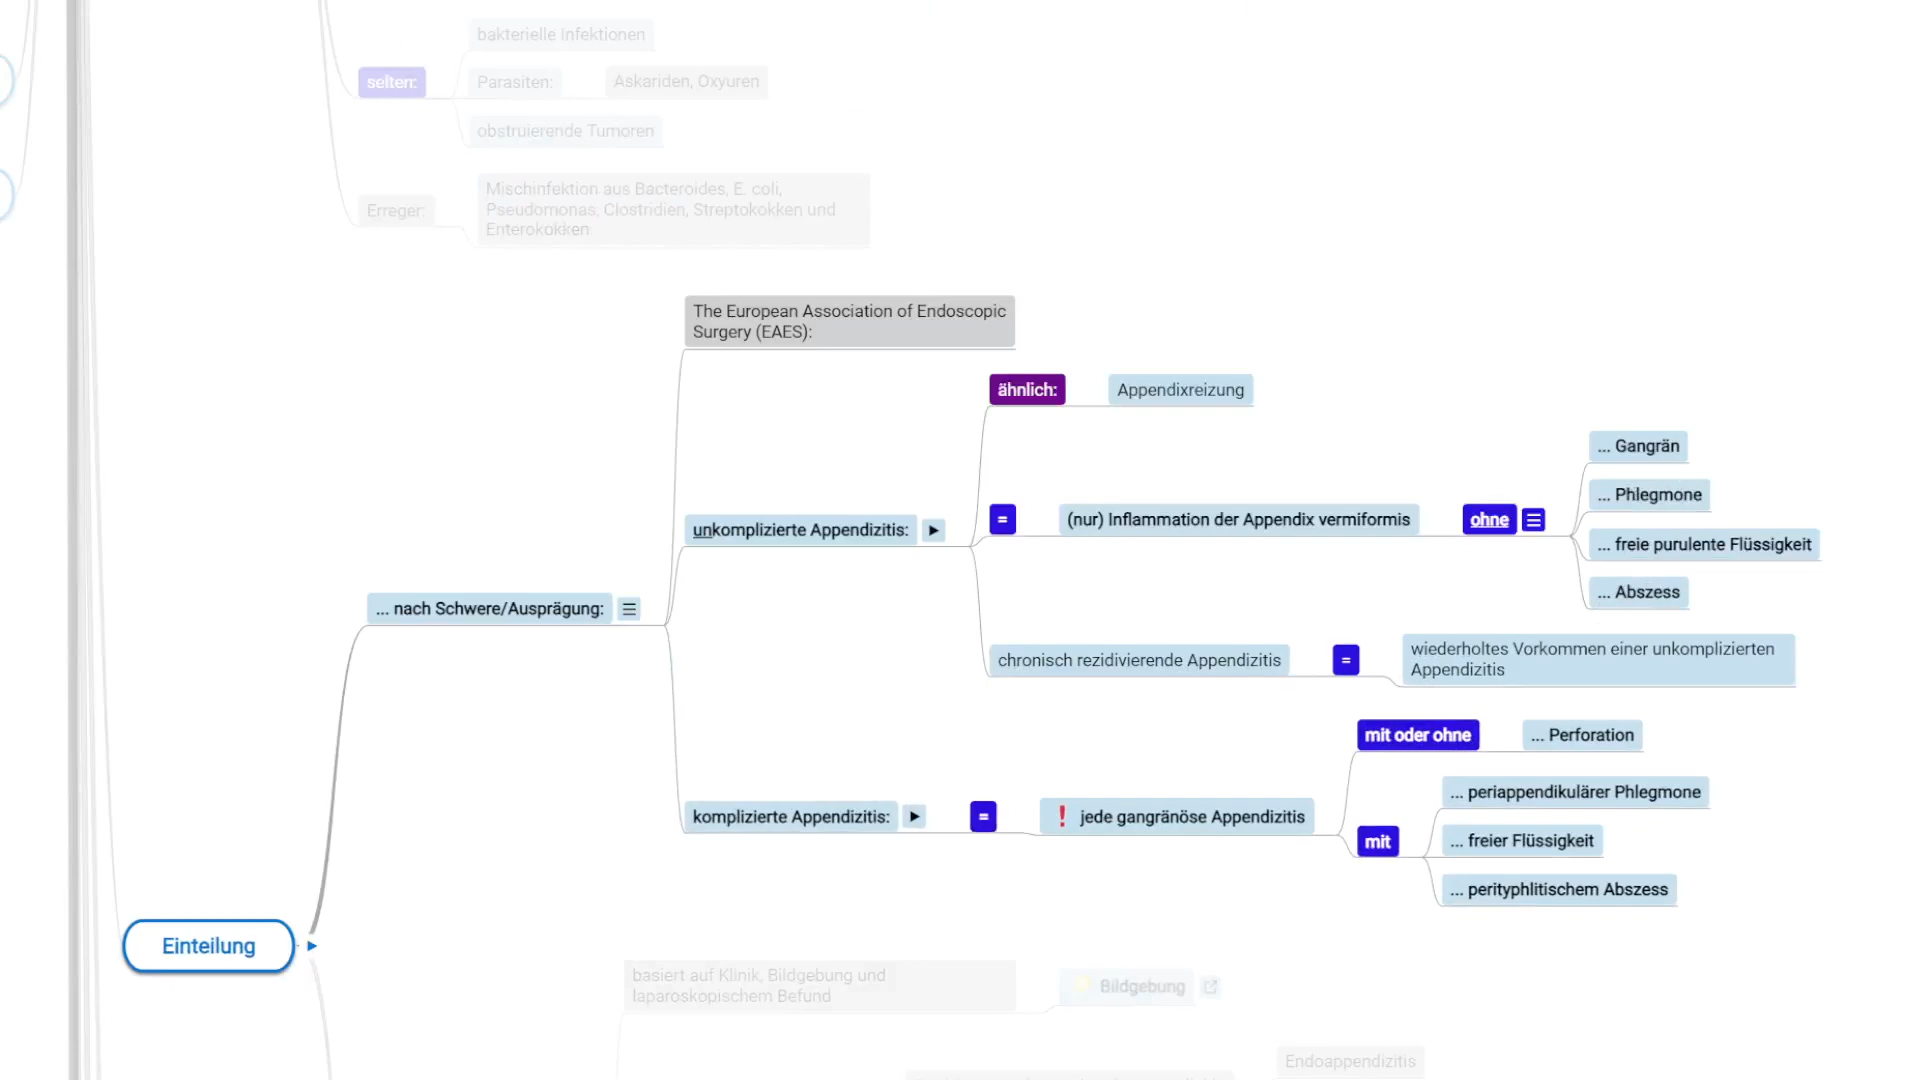 bakterielle Infektionen
selten:
Parasiten:
Askariden, Oxyuren
obstruierende Tumoren
Erreger:
Mischinfektion aus Bacteroides, E. coli,
Pseudomonas, Clostridien, Streptokokken und
Enterokokken
The European Association of Endoscopic
Surgery (EAES):
ähnlich:
Appendixreizung
unkomplizierte Appendizitis:
=
(nur) Inflammation der Appendix vermiformis
ohne
... Gangrän
... Phlegmone
... freie purulente Flüssigkeit
... Abszess
... nach Schwere/Ausprägung:
chronisch rezidivierende Appendizitis
=
wiederholtes Vorkommen einer unkomplizierten
Appendizitis
komplizierte Appendizitis:
=
❗ jede gangränöse Appendizitis
mit oder ohne
... Perforation
mit
... periappendikulärer Phlegmone
... freier Flüssigkeit
... perityphlitischem Abszess
Einteilung
basiert auf Klinik, Bildgebung und
laparoskopischem Befund
Bildgebung
Endoappendizitis